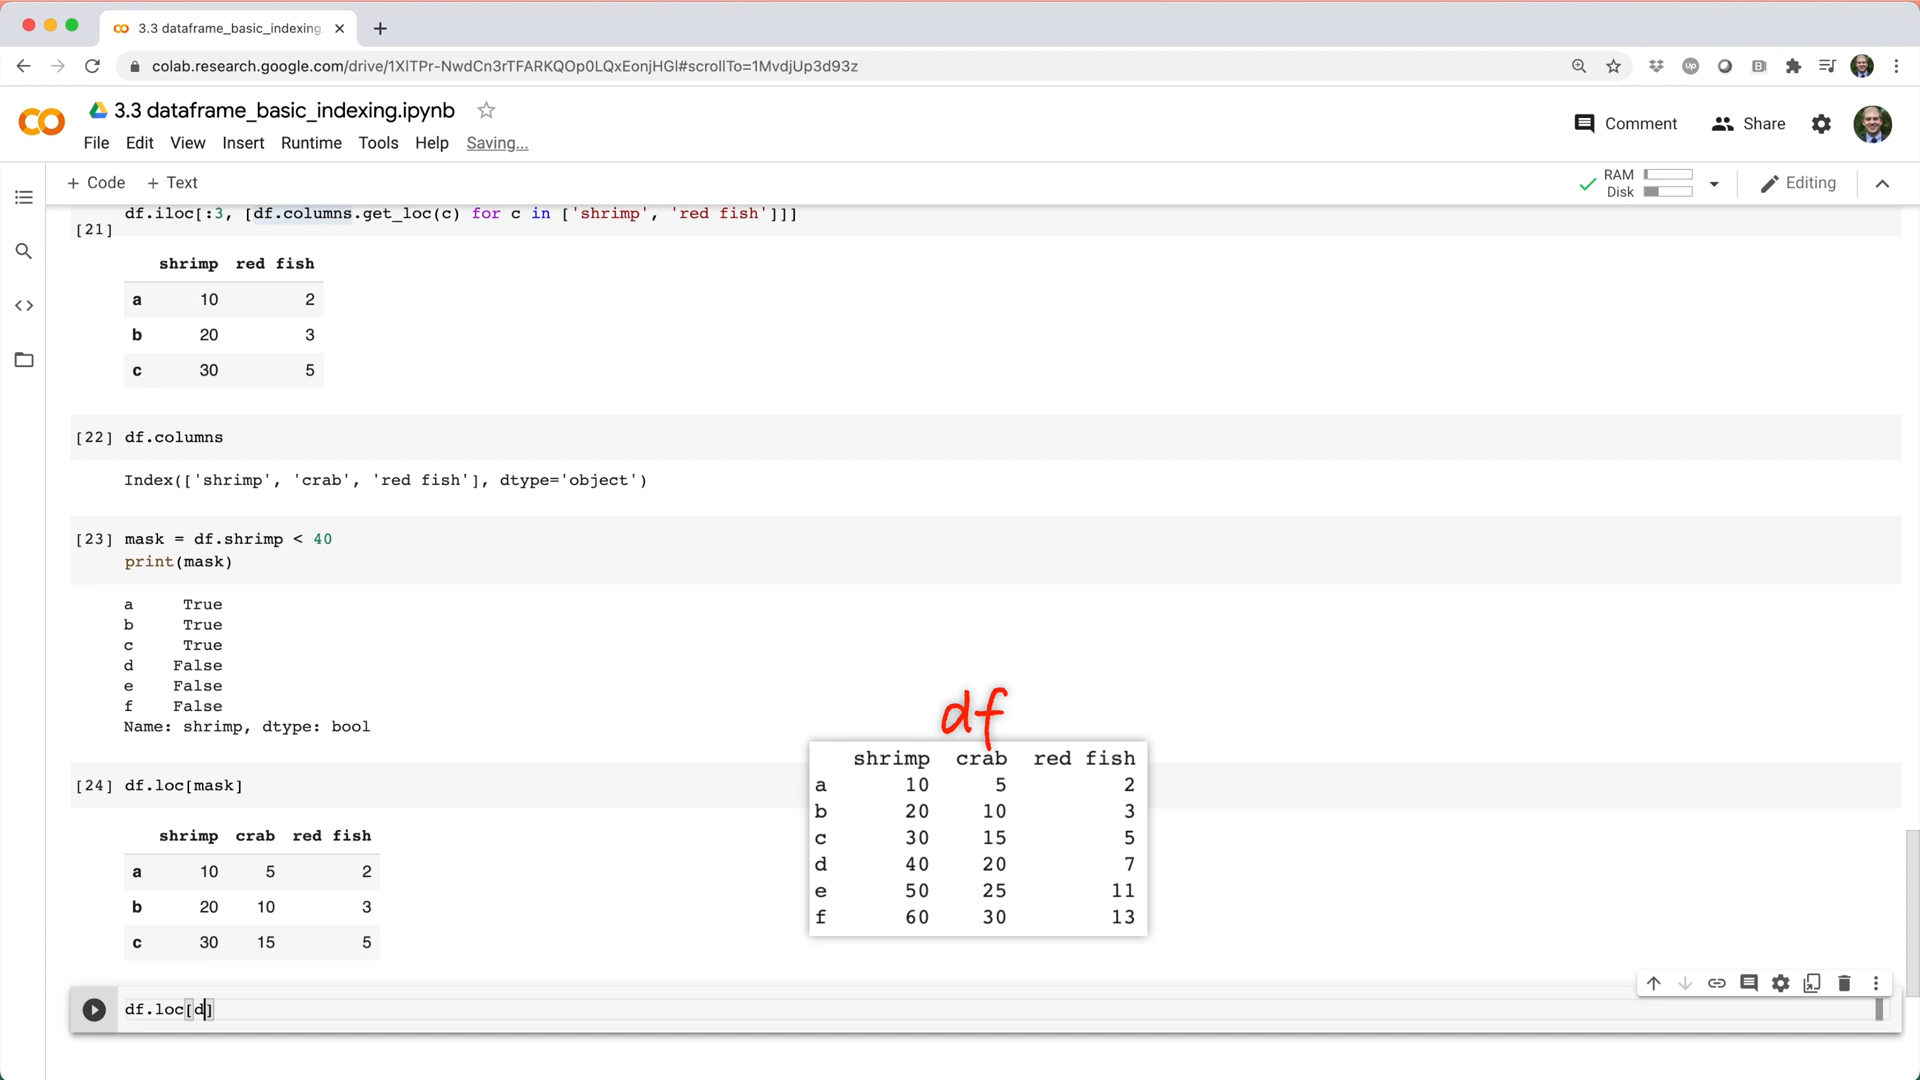 3.3 dataframe_basic_indexing.
colab.research.google.com/drive/1XlTPr-NwdCn3rTFARKQOp0LQxEonjHGl#scrollTo=1MvdjUp3d93z
3.3 dataframe_basic_indexing.ipynb
File Edit View Insert Runtime Tools Help Saving...
Comment Share
+ Code + Text
RAM
Disk
Editing
df.iloc[:3, [df.columns.get_loc(c) for c in ['shrimp', 'red fish']]]
[21]
shrimp red fish
a 10 2
b 20 3
c 30 5
[22] df.columns
Index(['shrimp', 'crab', 'red fish'], dtype='object')
[23] mask = df.shrimp < 40
print(mask)
a True
b True
c True
d False
e False
f False
Name: shrimp, dtype: bool
[24] df.loc[mask]
shrimp crab red fish
a 10 5 2
b 20 10 3
c 30 15 5
df
shrimp crab red fish
a 10 5 2
b 20 10 3
c 30 15 5
d 40 20 7
e 50 25 11
f 60 30 13
df.loc[d]